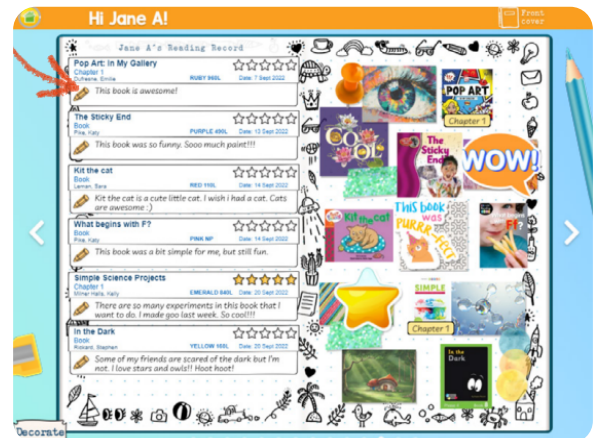 Hi Jane A!
Front
cover
Jane A's Reading Record
Pop Art: In My Gallery
Chapter 1
Dufresne, Emilie
RUBY 960L
Date: 7 Sept 2022
This book is awesome!
The Sticky End
Book
Pike, Katy
PURPLE 490L
Date: 13 Sept 2022
This book was so funny. Sooo much paint!!!
Kit the cat
Book
Leman, Sara
RED 110L
Date: 14 Sept 2022
Kit the cat is a cute little cat. I wish i had a cat. Cats
are awesome :)
What begins with F?
Book
Pike, Katy
PINK NP
Date: 14 Sept 2022
This book was a bit simple for me, but still fun.
Simple Science Projects
Chapter 1
EMERALD 640L
Date: 20 Sept 2022
There are so many experiments in this book that I
want to do. I made goo last week. So cool!!!
In the Dark
Book
Rickard, Stephen
YELLOW 160L
Date: 20 Sept 2022
Some of my friends are scared of the dark but I'm
not. I love stars and owls!! Hoot hoot!
POP ART
Chapter 1
SO
COOL
The
Sticky
End
WOW!
Kit the cat
THIS book
was
PURRR-FECT
Ff?
SIMPLE
Chapter 1
In the
Dark
Decorate